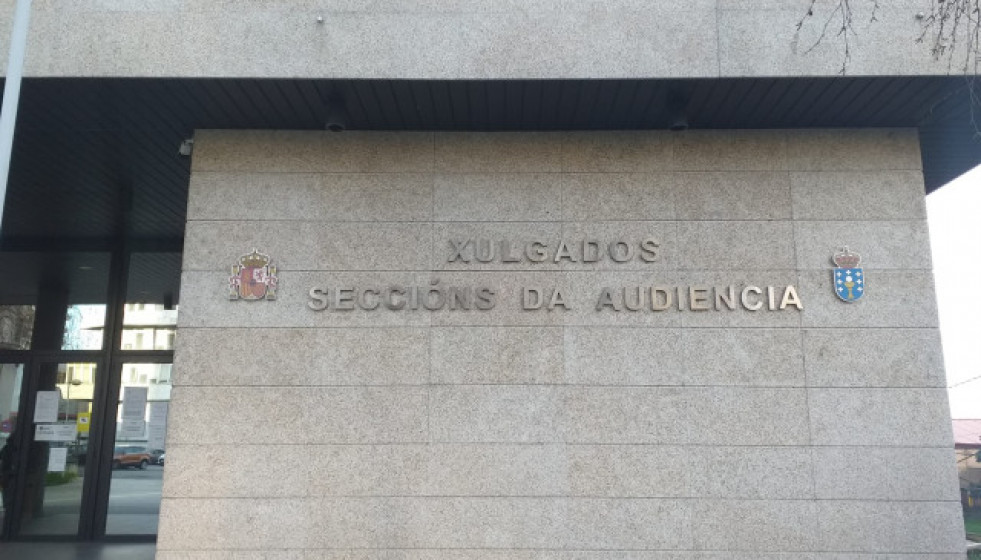 XULGADOS
SECCIÓNS DA AUDIENCIA